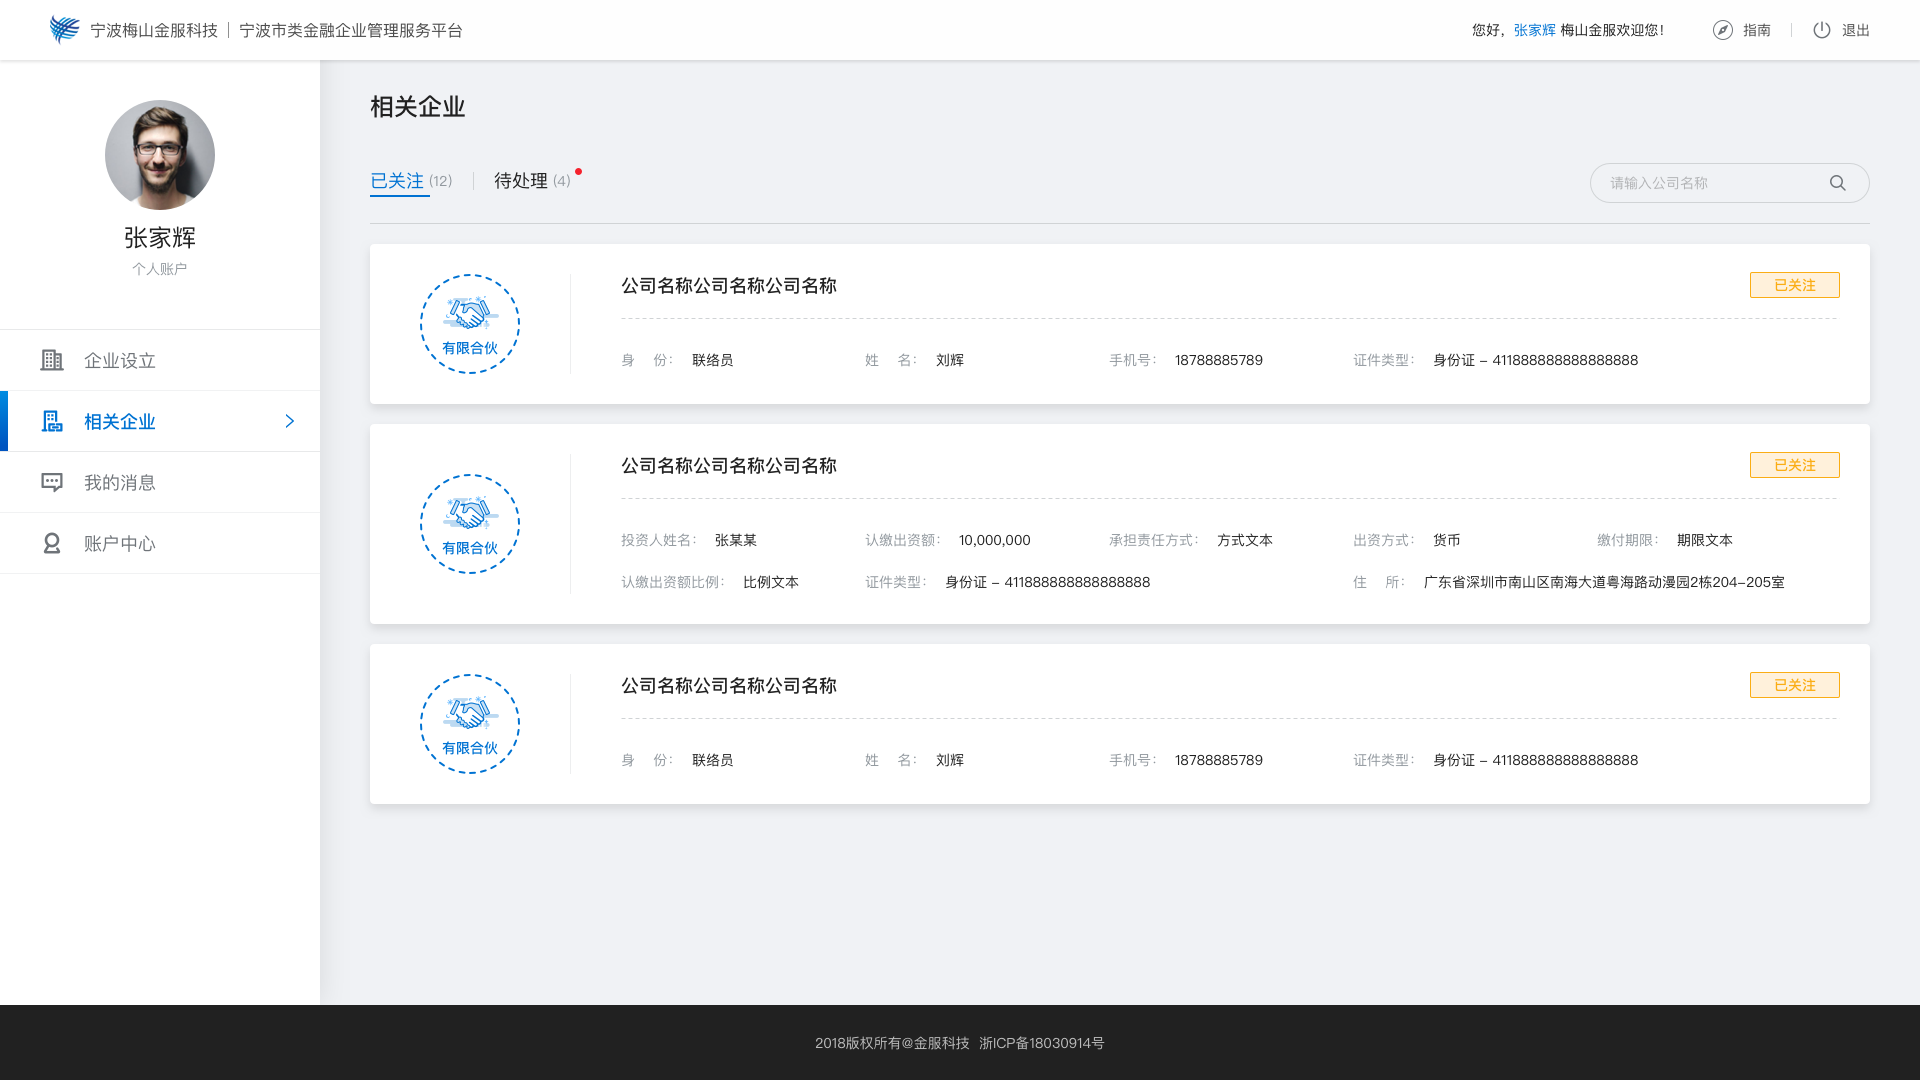 宁波梅山金服科技 | 宁波市类金融企业管理服务平台
您好，张家辉 梅山金服欢迎您！
指南
退出
张家辉
个人账户
企业设立
相关企业
我的消息
账户中心
相关企业
已关注 (12)
待处理 (4)
请输入公司名称
有限合伙
公司名称公司名称公司名称
已关注
身 份： 联络员
姓 名： 刘辉
手机号： 18788885789
证件类型： 身份证 – 411888888888888888
有限合伙
公司名称公司名称公司名称
已关注
投资人姓名： 张某某
认缴出资额： 10,000,000
承担责任方式： 方式文本
出资方式： 货币
缴付期限： 期限文本
认缴出资额比例： 比例文本
证件类型： 身份证 – 411888888888888888
住 所： 广东省深圳市南山区南海大道粤海路动漫园2栋204–205室
有限合伙
公司名称公司名称公司名称
已关注
身 份： 联络员
姓 名： 刘辉
手机号： 18788885789
证件类型： 身份证 – 411888888888888888
2018版权所有@金服科技 浙ICP备18030914号